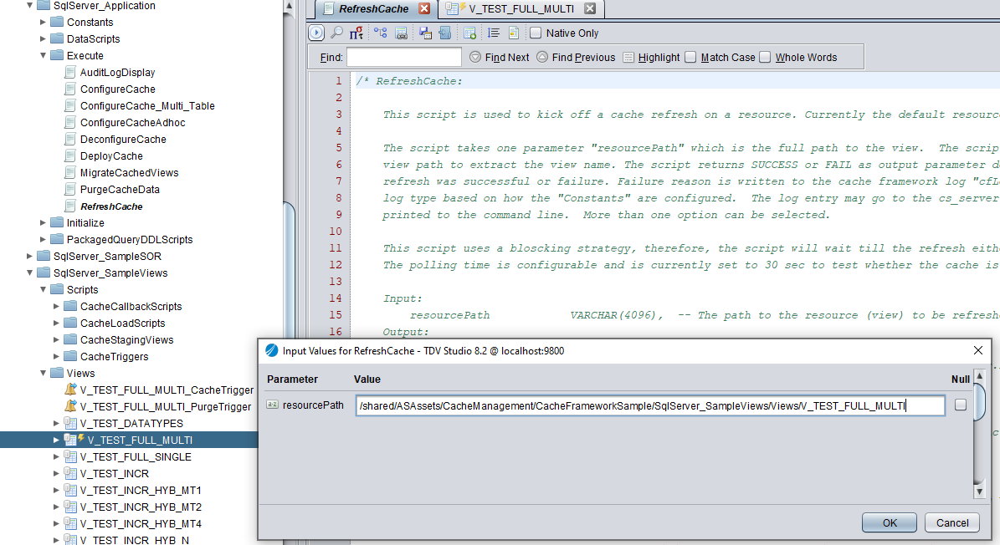 SqlServer_Application
Constants
DataScripts
Execute
AuditLogDisplay
ConfigureCache
ConfigureCache_Multi_Table
ConfigureCacheAdhoc
DeconfigureCache
DeployCache
MigrateCachedViews
PurgeCacheData
RefreshCache
Initialize
PackagedQueryDDLScripts
SqlServer_SampleSOR
SqlServer_SampleViews
Scripts
CacheCallbackScripts
CacheLoadScripts
CacheStagingViews
CacheTriggers
Views
V_TEST_FULL_MULTI_CacheTrigger
V_TEST_FULL_MULTI_PurgeTrigger
V_TEST_DATATYPES
V_TEST_FULL_MULTI
V_TEST_FULL_SINGLE
V_TEST_INCR
V_TEST_INCR_HYB_MT1
V_TEST_INCR_HYB_MT2
V_TEST_INCR_HYB_MT4
V_TEST_INCR_HYB_N
RefreshCache V_TEST_FULL_MULTI
Native Only
Find: Find Next Find Previous Highlight Match Case Whole Words
1 /* RefreshCache:
2
3 This script is used to kick off a cache refresh on a resource. Currently the default resourc
4
5 The script takes one parameter "resourcePath" which is the full path to the view. The scrip
6 view path to extract the view name. The script returns SUCCESS or FAIL as output parameter d
7 refresh was successful or failure. Failure reason is written to the cache framework log "cfL
8 log type based on how the "Constants" are configured. The log entry may go to the cs_server
9 printed to the command line. More than one option can be selected.
10
11 This script uses a bloscking strategy, therefore, the script will wait till the refresh eith
12 The polling time is configurable and is currently set to 30 sec to test whether the cache is
13
14 Input:
15 resourcePath VARCHAR(4096), -- The path to the resource (view) to be refreshe
16 Output:
Input Values for RefreshCache - TDV Studio 8.2 @ localhost:9800
Parameter Value Null
a-z resourcePath /shared/ASAssets/CacheManagement/CacheFrameworkSample/SqlServer_SampleViews/Views/V_TEST_FULL_MULTI
OK Cancel